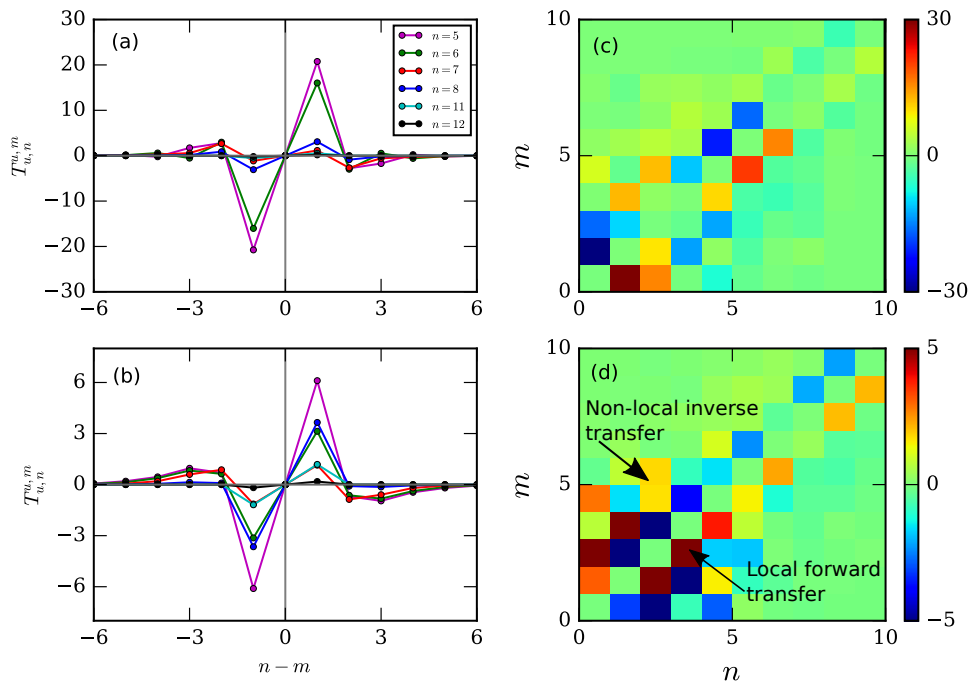 (a)
30
20
10
0
−10
−20
−30
−6
−3
0
3
6
T^{u,m}_{u,n}
n = 5
n = 6
n = 7
n = 8
n = 11
n = 12
(c)
10
5
0
0
5
10
m
30
0
−30
(b)
6
3
0
−3
−6
−6
−3
0
3
6
T^{u,m}_{u,n}
n − m
(d)
Non-local inverse
transfer
Local forward
transfer
10
5
0
0
5
10
m
n
5
0
−5